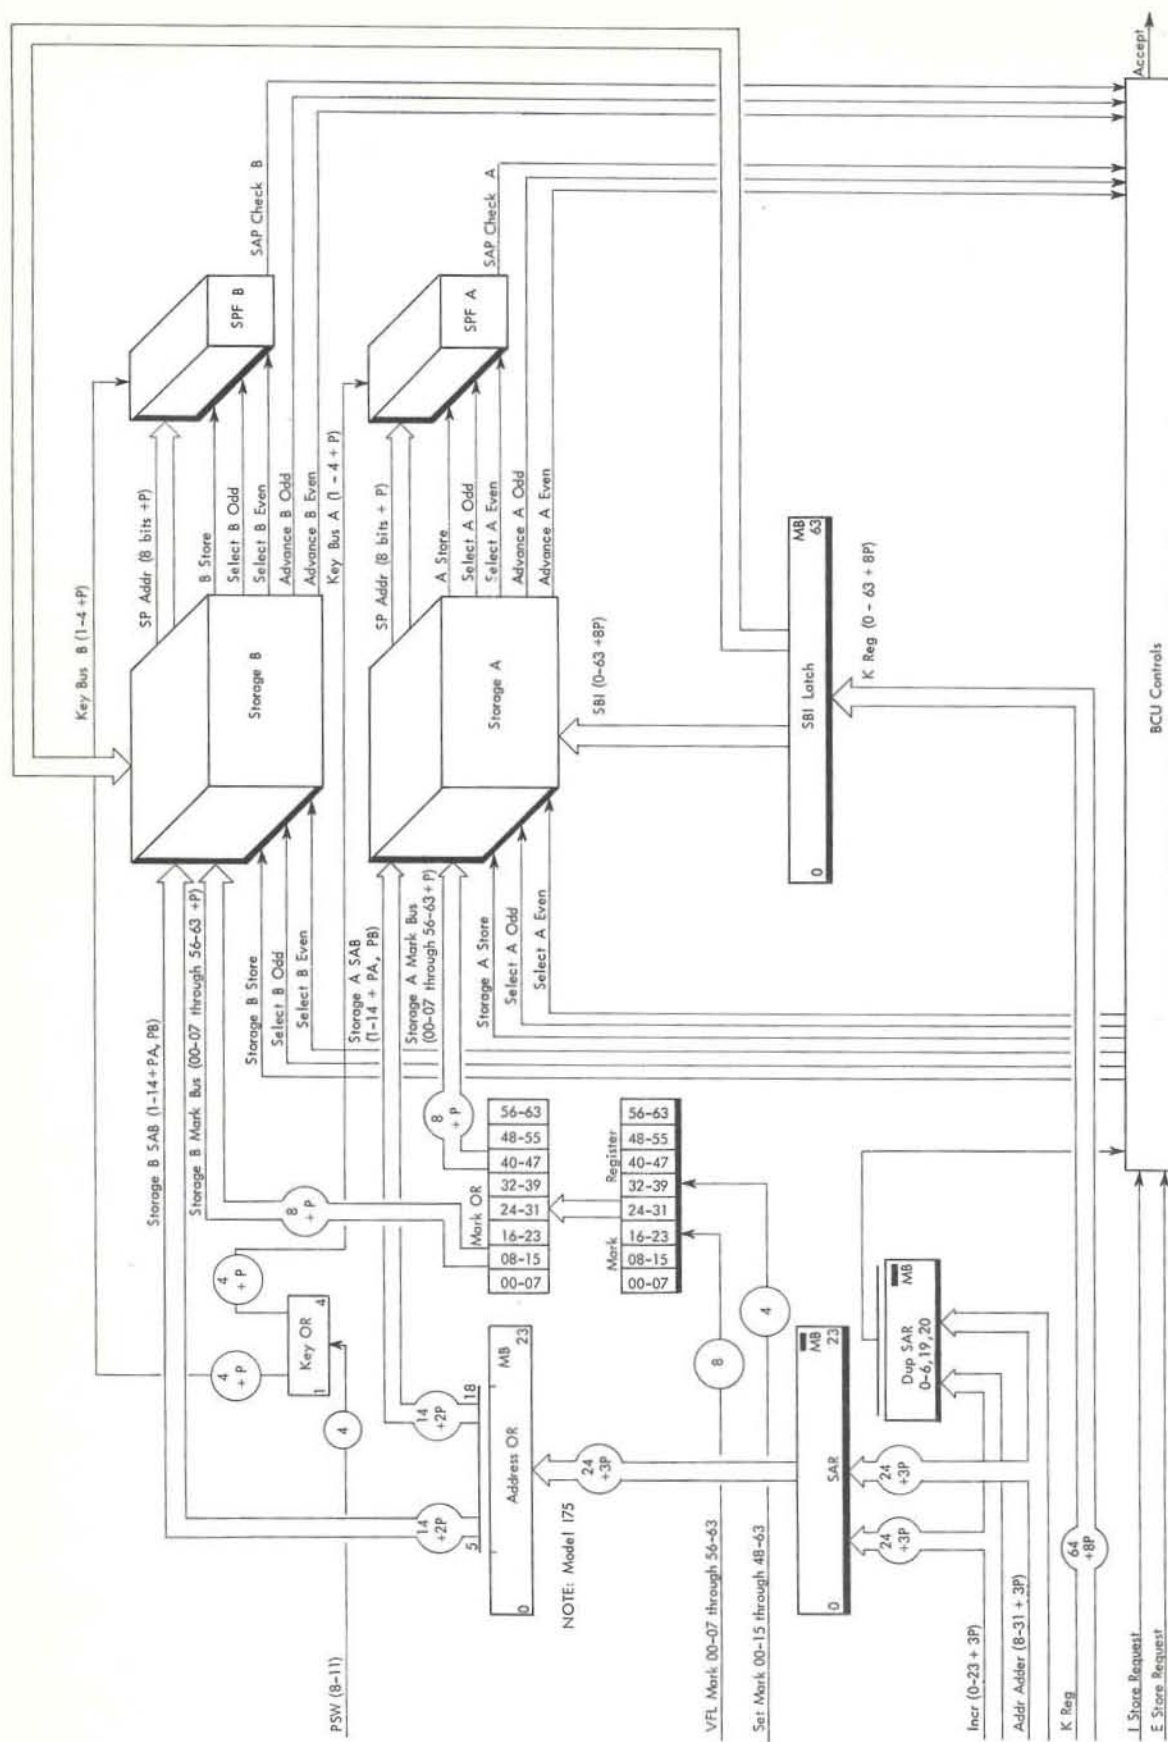 Key Bus B (1-4 +P)
SP Addr (8 bits +P)
B Store
Select B Odd
Select B Even
Advance B Odd
Advance B Even
Key Bus A (1 - 4 + P)
SPF B
SAP Check B
Storage B
Storage B SAB (1-14+ PA, PB)
Storage B Mark Bus (00-07 through 56-63 +P)
Storage B Store
Select B Odd
Select B Even
SP Addr (8 bits + P)
A Store
Select A Odd
Select A Even
Advance A Odd
Advance A Even
SPF A
SAP Check A
Storage A
Storage A SAB
(1-14 + PA, PB)
Storage A Mark Bus
(00-07 through 56-63+ P)
Storage A Store
Select A Odd
Select A Even
SBI (0-63 +8P)
0
SBI Latch
MB
63
K Reg (0 - 63 + 8P)
4
+ P
4
+ P
1
Key OR
4
4
PSW (8-11)
8
+ P
8
+ P
Mark OR
00-07
08-15
16-23
24-31
32-39
40-47
48-55
56-63
Mark Register
00-07
08-15
16-23
24-31
32-39
40-47
48-55
56-63
14
+2P
14
+2P
5
18
0
Address OR
MB
23
24
+3P
NOTE: Model I75
8
4
VFL Mark 00-07 through 56-63
Set Mark 00-15 through 48-63
0
SAR
MB
23
24
+3P
24
+3P
Dup SAR
0-6,19,20
MB
Incr (0-23 + 3P)
Addr Adder (8-31 + 3P)
K Reg
64
+8P
I Store Request
E Store Request
BCU Controls
Accept